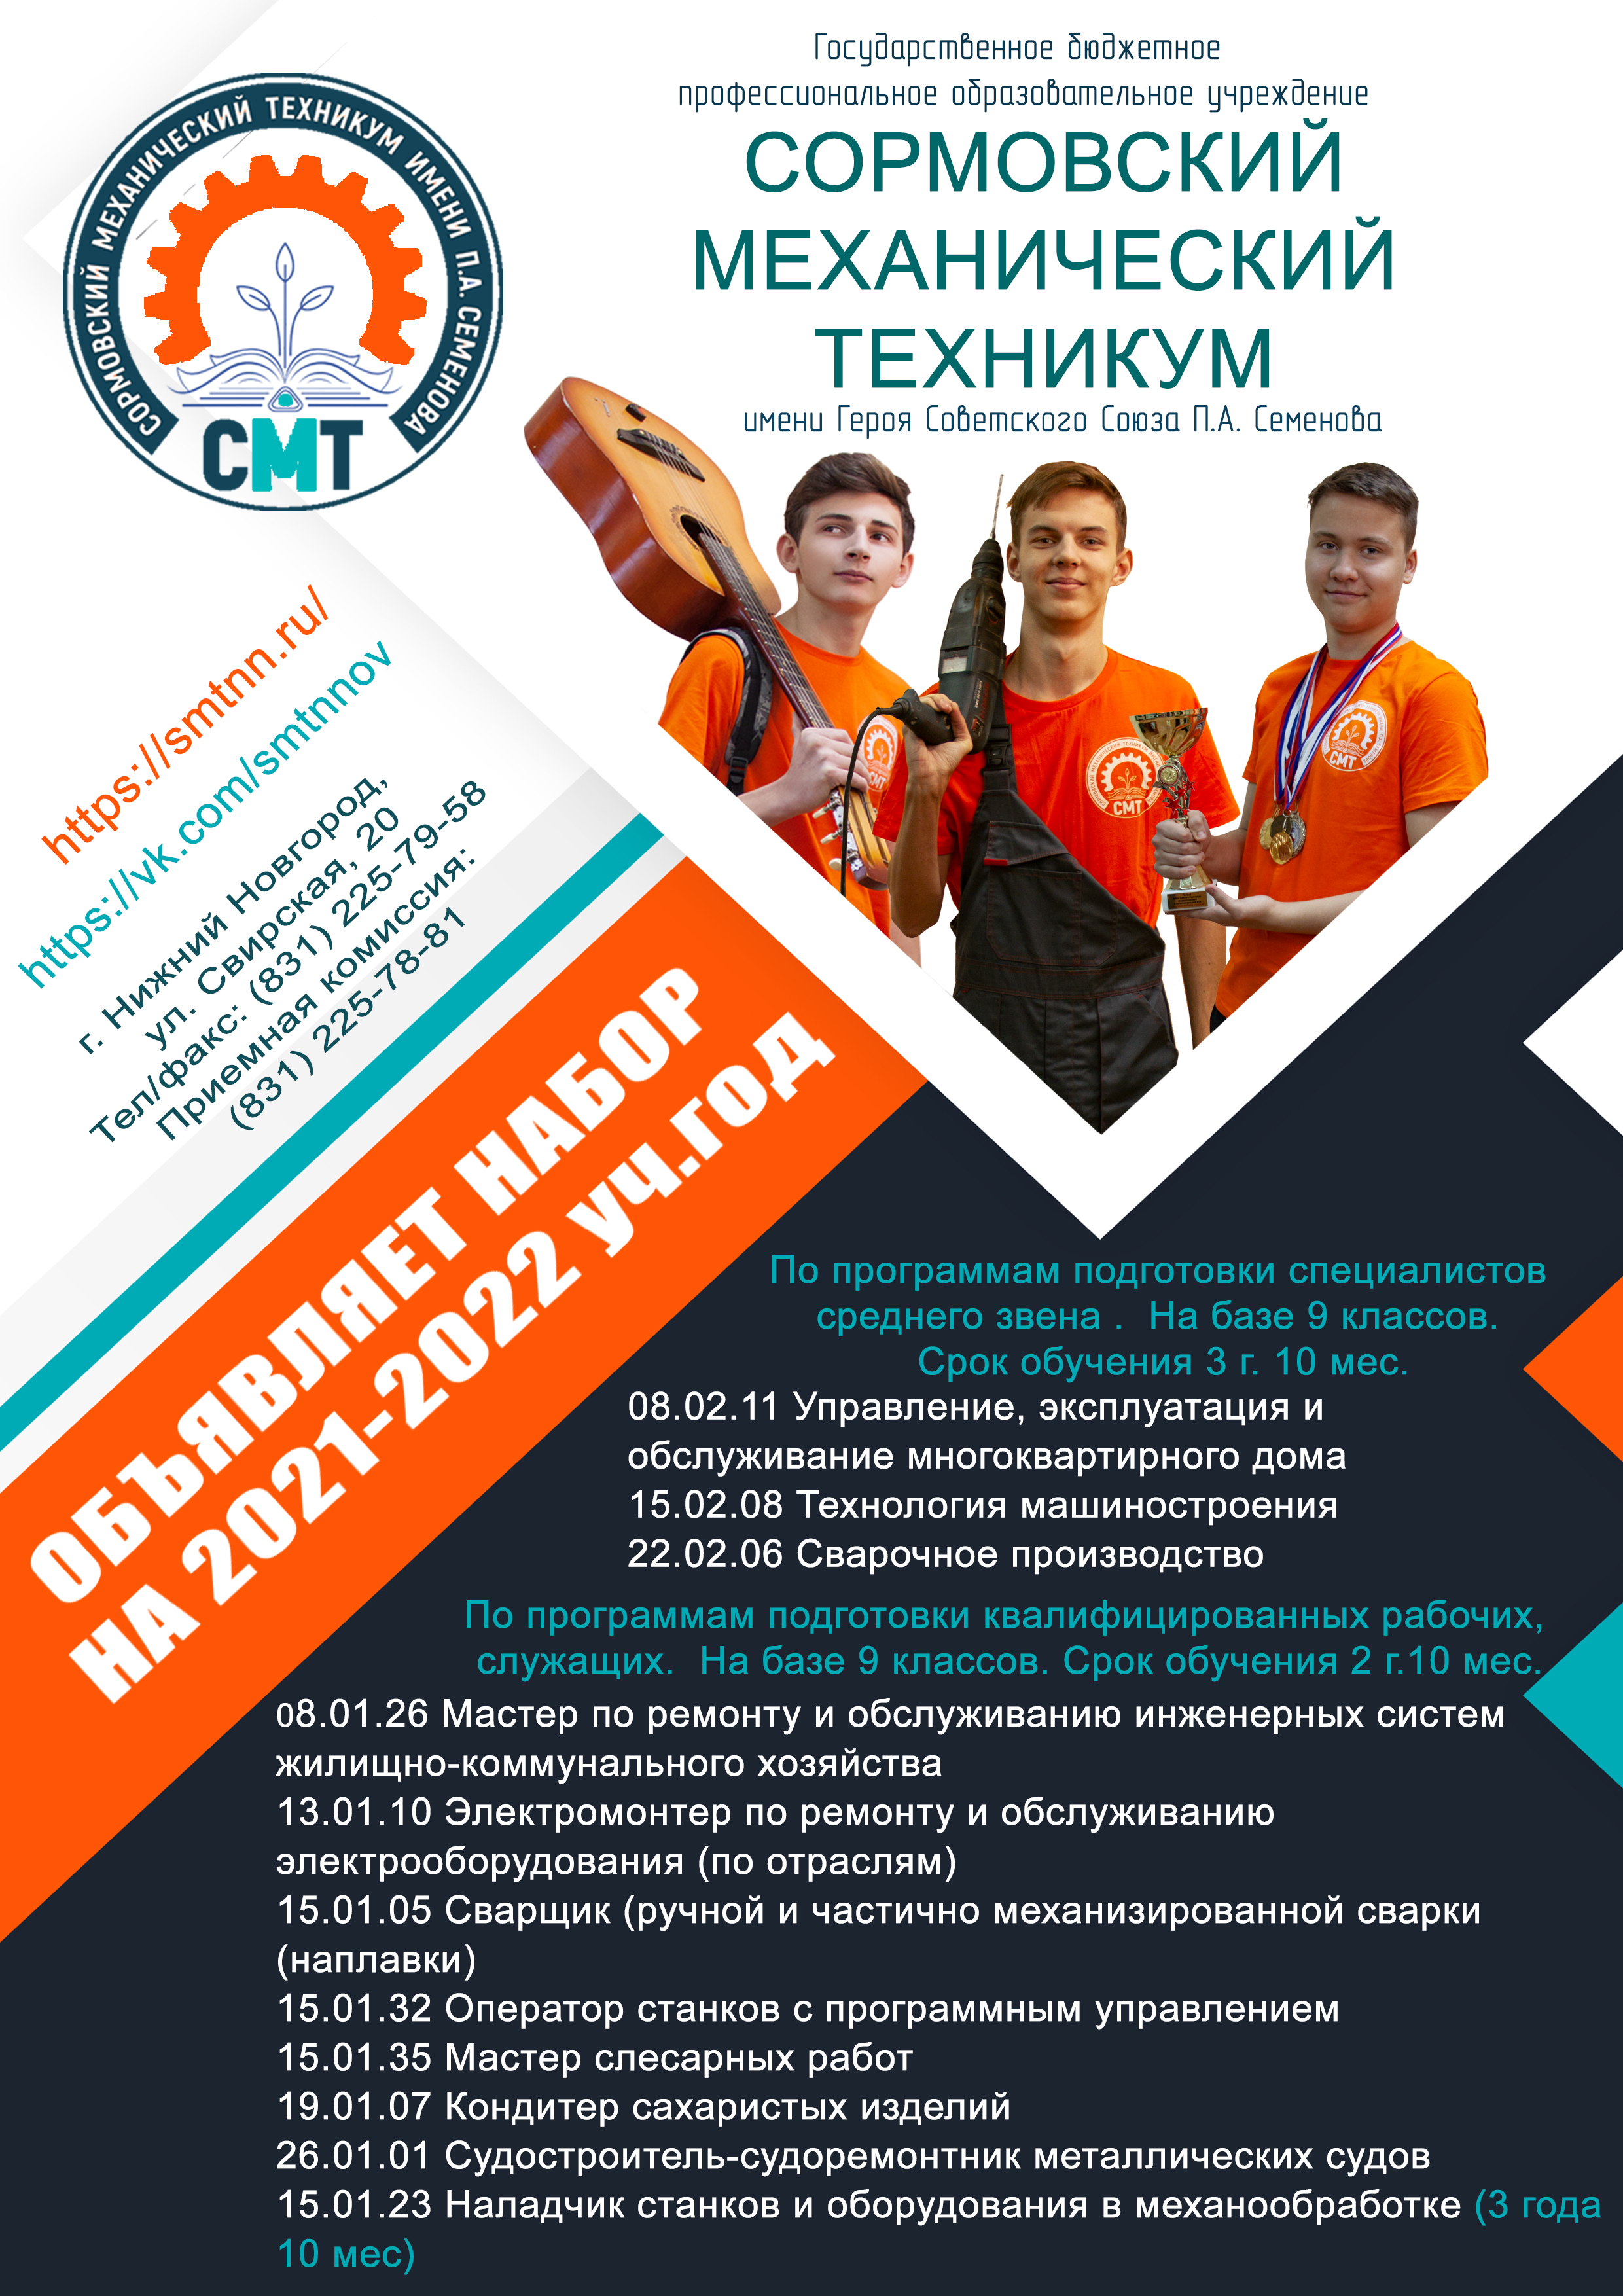 Государственное бюджетное
профессиональное образовательное учреждение
СОРМОВСКИЙ
МЕХАНИЧЕСКИЙ
ТЕХНИКУМ
имени Героя Советского Союза П.А. Семенова
СОРМОВСКИЙ МЕХАНИЧЕСКИЙ ТЕХНИКУМ ИМЕНИ П.А. СЕМЕНОВА
СМТ
СМТ
СМТ
СМТ
https://smtnn.ru/
https://vk.com/smtnnov
г. Нижний Новгород,
ул. Свирская, 20
Тел/факс: (831) 225-79-58
Приемная комиссия:
(831) 225-78-81
ОБЪЯВЛЯЕТ НАБОР
НА 2021-2022 УЧ.ГОД
По программам подготовки специалистов
среднего звена .  На базе 9 классов.
Срок обучения 3 г. 10 мес.
08.02.11 Управление, эксплуатация и
обслуживание многоквартирного дома
15.02.08 Технология машиностроения
22.02.06 Сварочное производство
По программам подготовки квалифицированных рабочих,
служащих.  На базе 9 классов. Срок обучения 2 г.10 мес.
08.01.26 Мастер по ремонту и обслуживанию инженерных систем
жилищно-коммунального хозяйства
13.01.10 Электромонтер по ремонту и обслуживанию
электрооборудования (по отраслям)
15.01.05 Сварщик (ручной и частично механизированной сварки
(наплавки)
15.01.32 Оператор станков с программным управлением
15.01.35 Мастер слесарных работ
19.01.07 Кондитер сахаристых изделий
26.01.01 Судостроитель-судоремонтник металлических судов
15.01.23 Наладчик станков и оборудования в механообработке (3 года
10 мес)